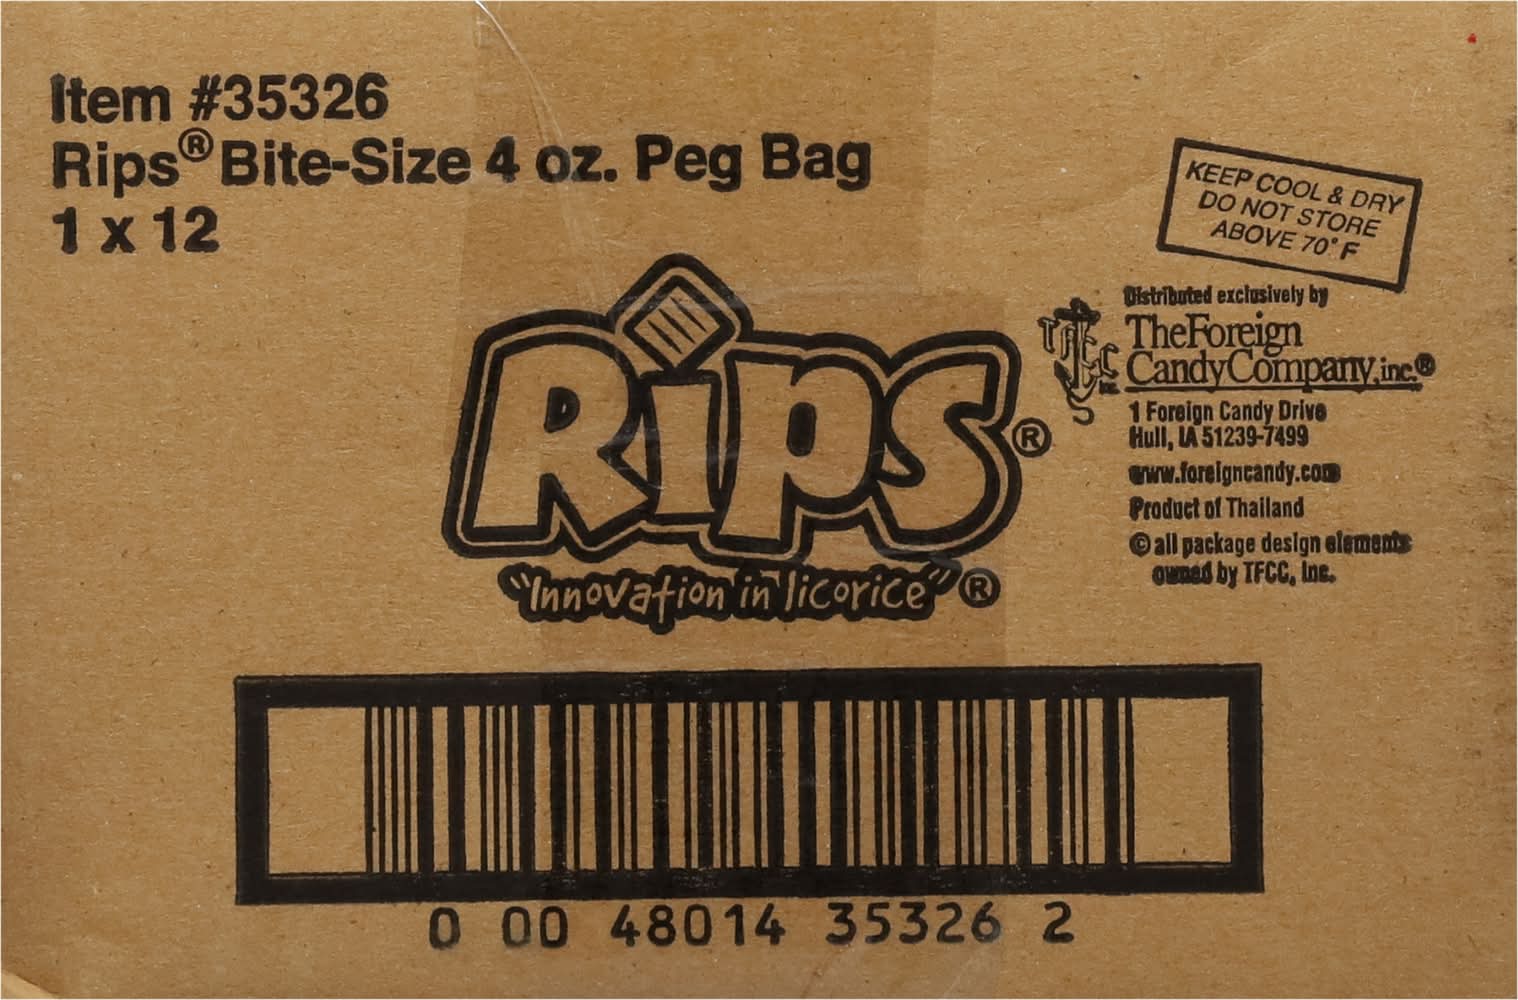 Item #35326
Rips® Bite-Size 4 oz. Peg Bag
1 x 12
KEEP COOL & DRY
DO NOT STORE
ABOVE 70° F
Rips®
"Innovation in licorice"®
Distributed exclusively by
TFCC
Inc.
TheForeign
CandyCompany, inc.®
1 Foreign Candy Drive
Hull, IA 51239-7499
www.foreigncandy.com
Product of Thailand
© all package design elements
owned by TFCC, Inc.
0 00 48014 35326 2